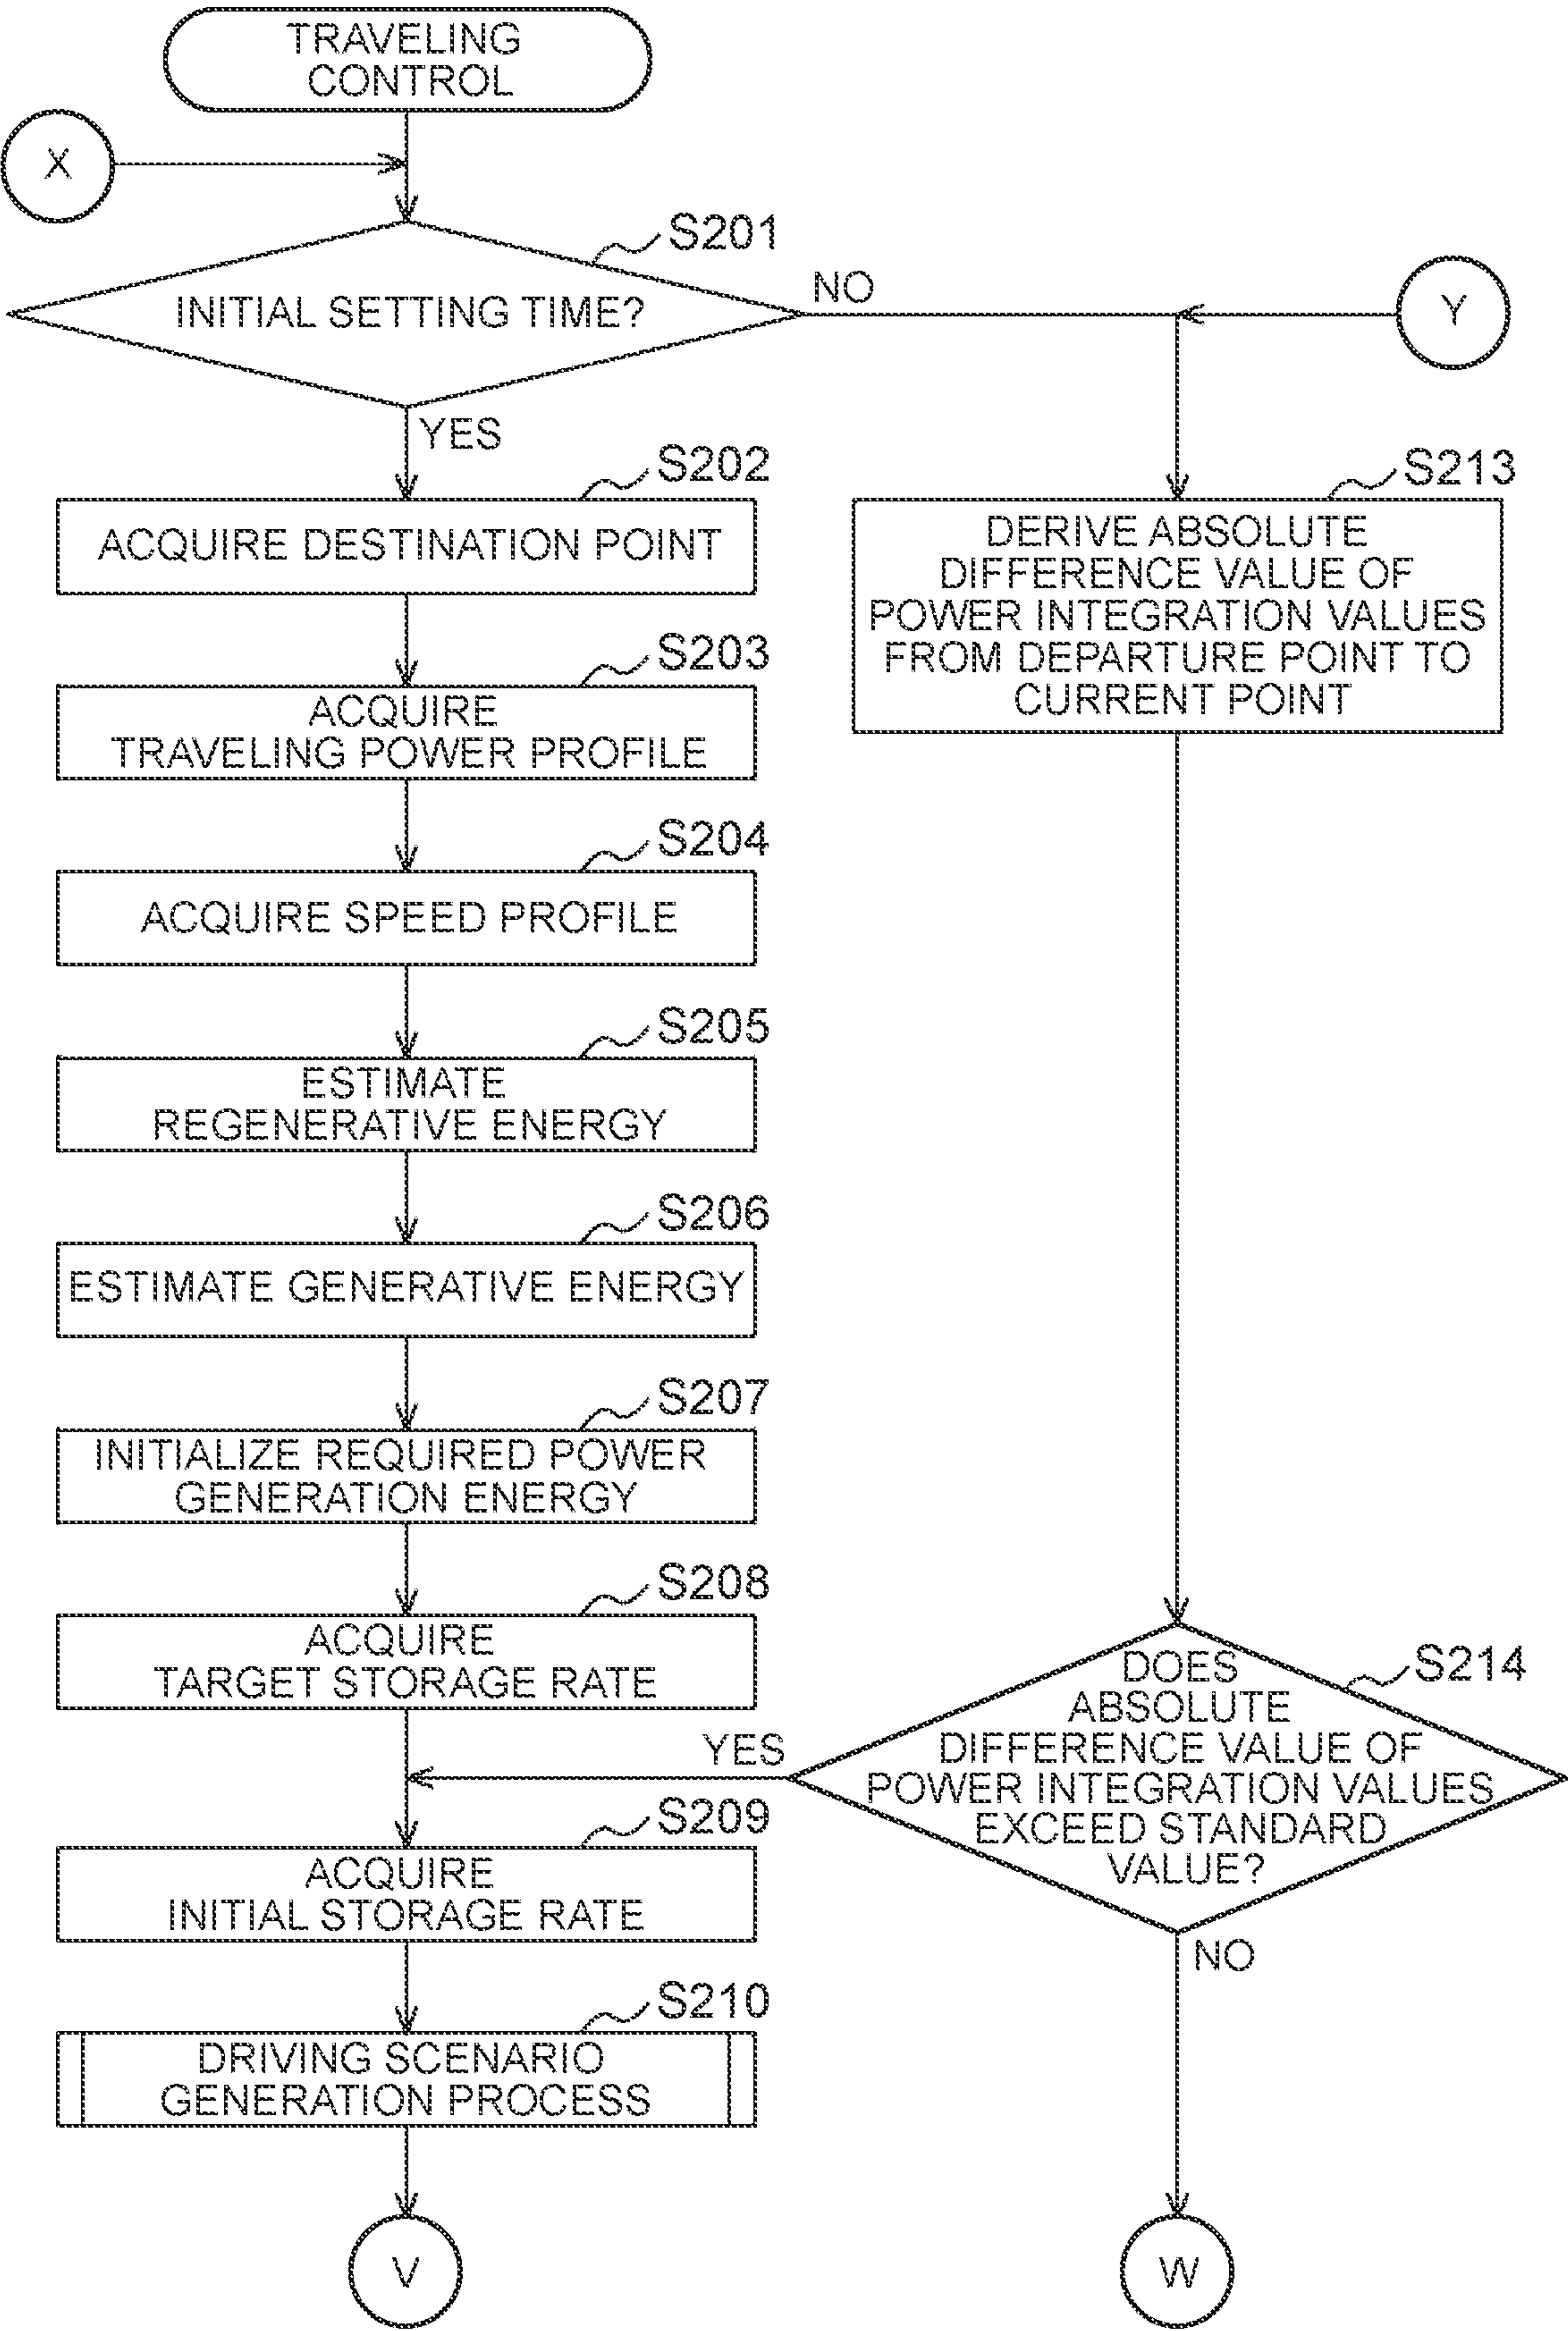 TRAVELING
CONTROL
X
S201
INITIAL SETTING TIME?
NO
Y
YES
S202
ACQUIRE DESTINATION POINT
S203
ACQUIRE
TRAVELING POWER PROFILE
S204
ACQUIRE SPEED PROFILE
S205
ESTIMATE
REGENERATIVE ENERGY
S206
ESTIMATE GENERATIVE ENERGY
S207
INITIALIZE REQUIRED POWER
GENERATION ENERGY
S208
ACQUIRE
TARGET STORAGE RATE
S209
ACQUIRE
INITIAL STORAGE RATE
S210
DRIVING SCENARIO
GENERATION PROCESS
V
S213
DERIVE ABSOLUTE
DIFFERENCE VALUE OF
POWER INTEGRATION VALUES
FROM DEPARTURE POINT TO
CURRENT POINT
S214
DOES
ABSOLUTE
DIFFERENCE VALUE OF
POWER INTEGRATION VALUES
EXCEED STANDARD
VALUE?
YES
NO
W